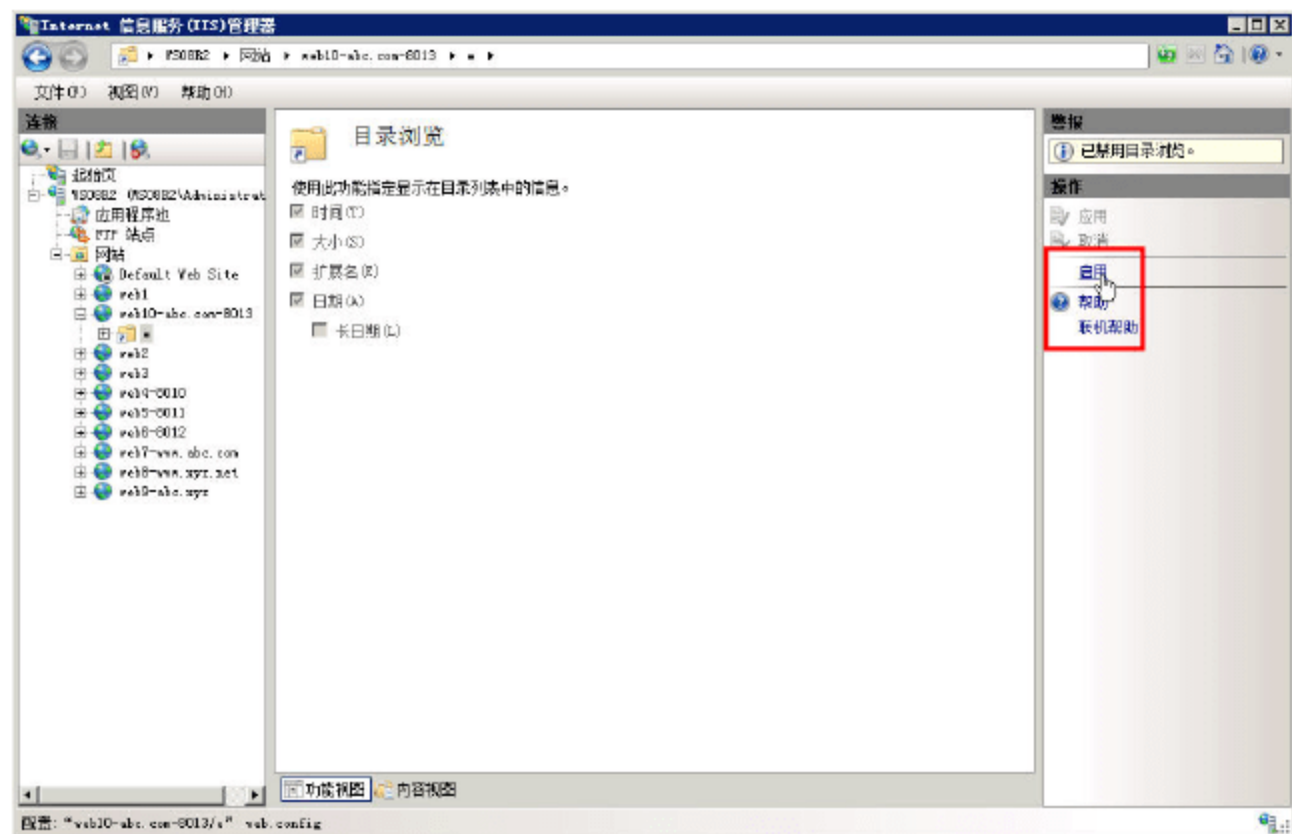 Internet 信息服务(IIS)管理器
WS08R2 网站 web10-abc.com-8013
文件(F) 视图(V) 帮助(H)
连接
起始页
WS08R2 (WS08R2\Administrat
应用程序池
FTP 站点
网站
Default Web Site
web1
web10-abc.com-8013
web2
web3
web4-8010
web5-8011
web6-8012
web7-www.abc.com
web8-www.xyz.net
web9-abc.xyz
目录浏览
使用此功能指定显示在目录列表中的信息。
时间(T)
大小(S)
扩展名(E)
日期(A)
长日期(L)
功能视图 内容视图
警报
已禁用目录浏览。
操作
应用
取消
启用
帮助
联机帮助
配置: “web10-abc.com-8013/ ” web.config